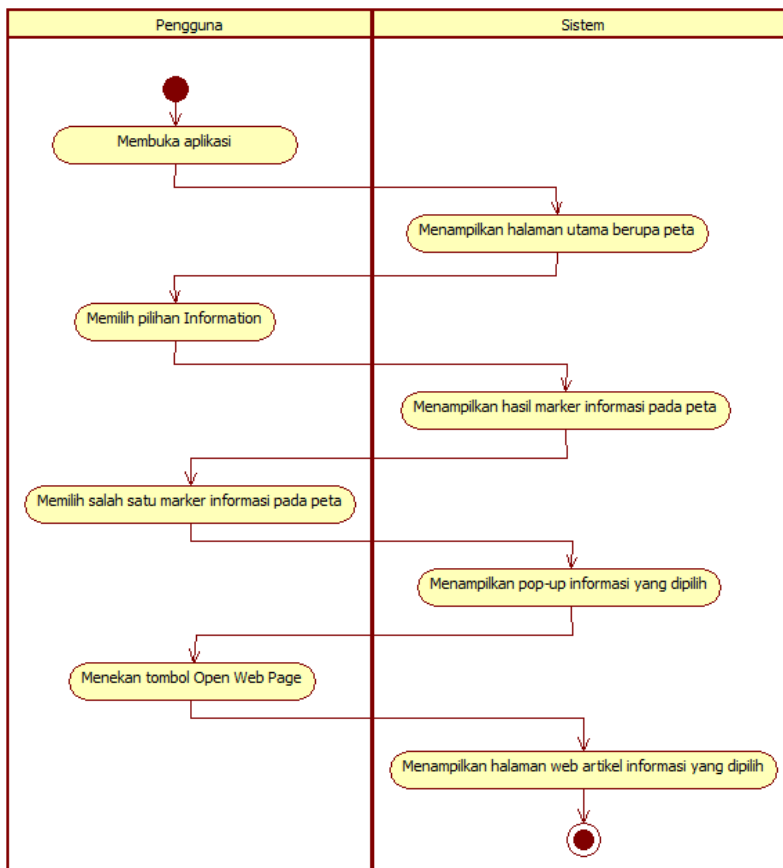 Pengguna
Sistem
Membuka aplikasi
Menampilkan halaman utama berupa peta
Memilih pilihan Information
Menampilkan hasil marker informasi pada peta
Memilih salah satu marker informasi pada peta
Menampilkan pop-up informasi yang dipilih
Menekan tombol Open Web Page
Menampilkan halaman web artikel informasi yang dipilih